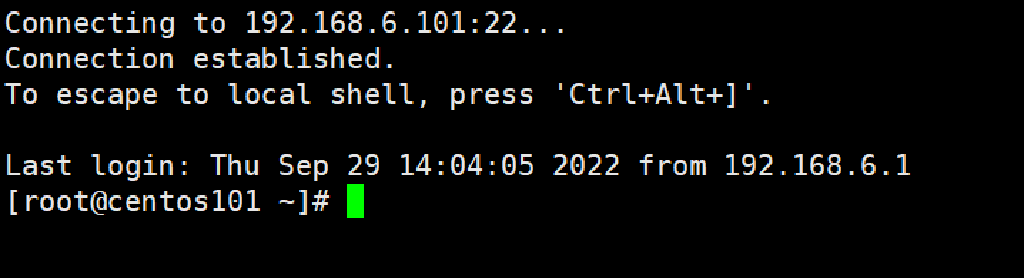 Connecting to 192.168.6.101:22...
Connection established.
To escape to local shell, press 'Ctrl+Alt+]'.
Last login: Thu Sep 29 14:04:05 2022 from 192.168.6.1
[root@centos101 ~]#